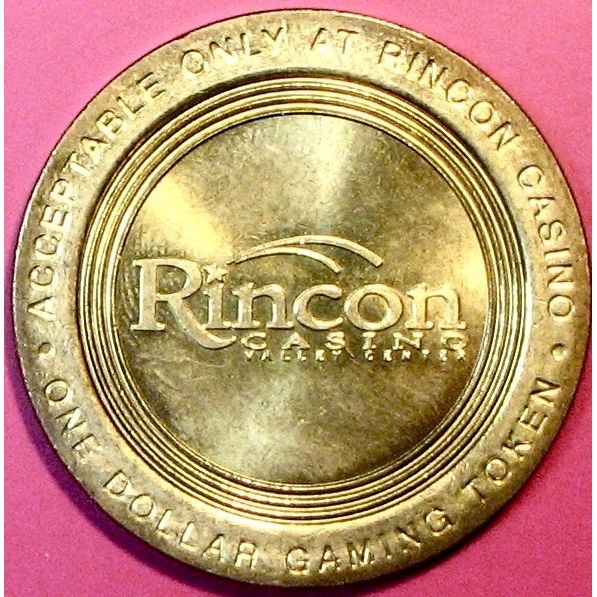 • ACCEPTABLE ONLY AT RINCON CASINO •
Rincon
CASINO
VALLEY CENTER
ONE DOLLAR GAMING TOKEN